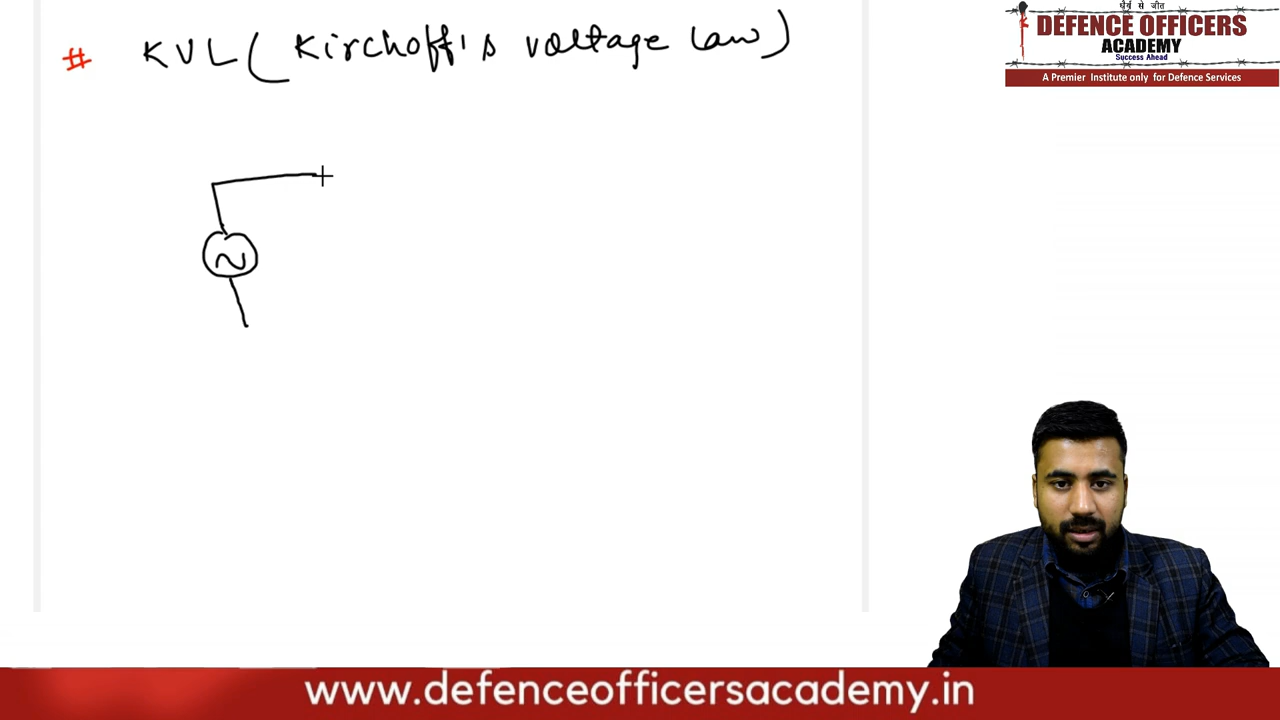 # KVL ( Kirchoff's voltage law )
धैर्य से जीत
DEFENCE OFFICERS
ACADEMY
Success Ahead
A Premier Institute only for Defence Services
www.defenceofficersacademy.in